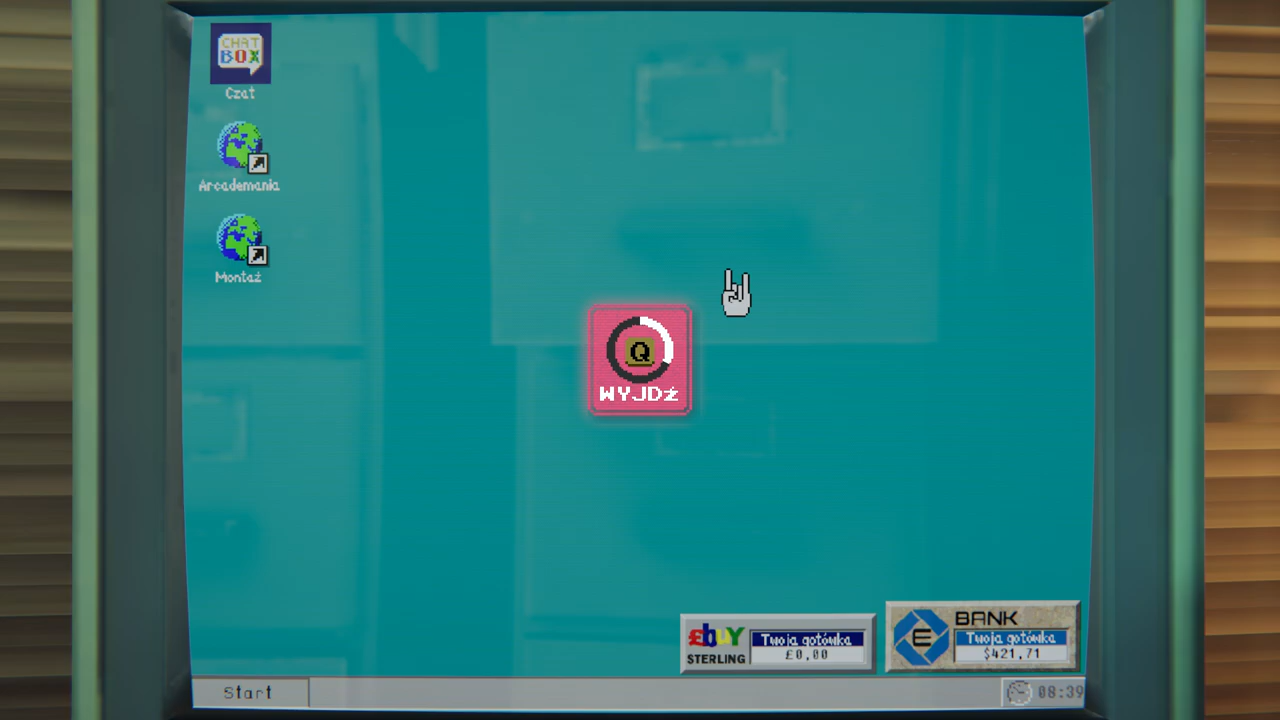 CHAT
BOX
Czat
Arcademania
Montaż
Q
WYJDŹ
£buY
STERLING
Twoja gotówka
£0,00
E
BANK
Twoja gotówka
$421,71
Start
08:39